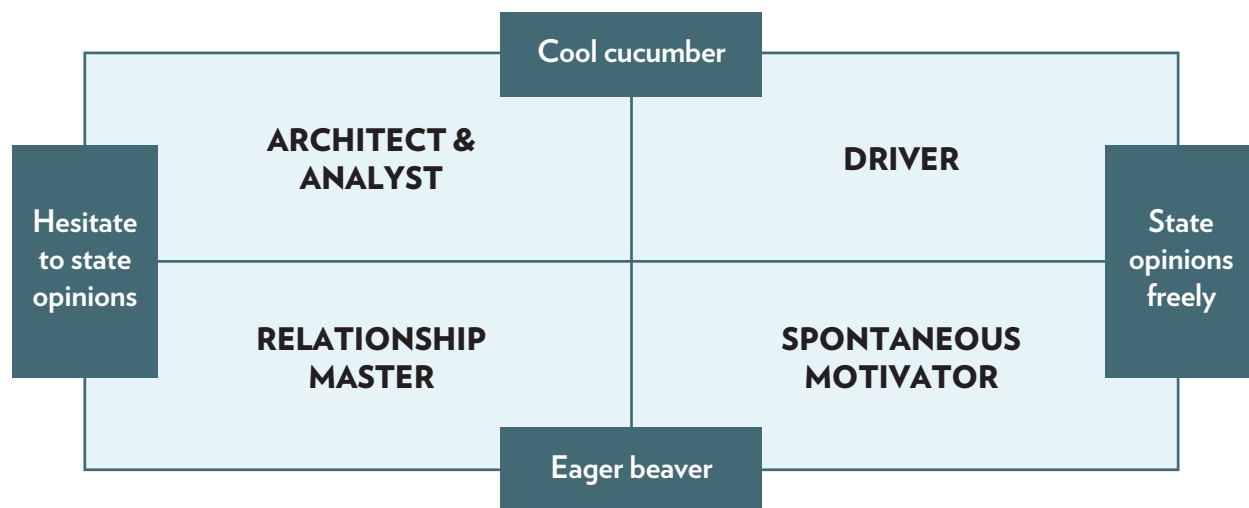 Cool cucumber
ARCHITECT &
ANALYST
DRIVER
Hesitate
to state
opinions
State
opinions
freely
RELATIONSHIP
MASTER
SPONTANEOUS
MOTIVATOR
Eager beaver